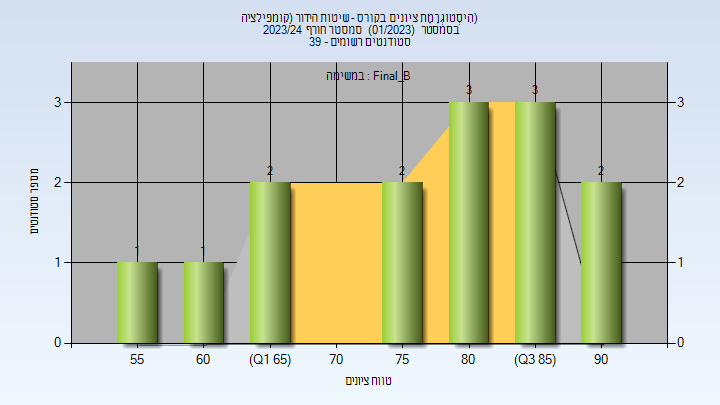 הִיסְטוֹגְרָמַת ציונים בקורס - שיטות הידור (קומפילציה)
בסמסטר (01/2023) סמסטר חורף 2023/24
סטודנטים רשומים - 39
במשימה : Final_B
מספר סטודנטים
3
2
1
0
1
1
2
2
3
3
2
3
2
1
0
55
60
(Q1 65)
70
75
80
(Q3 85)
90
טווח ציונים